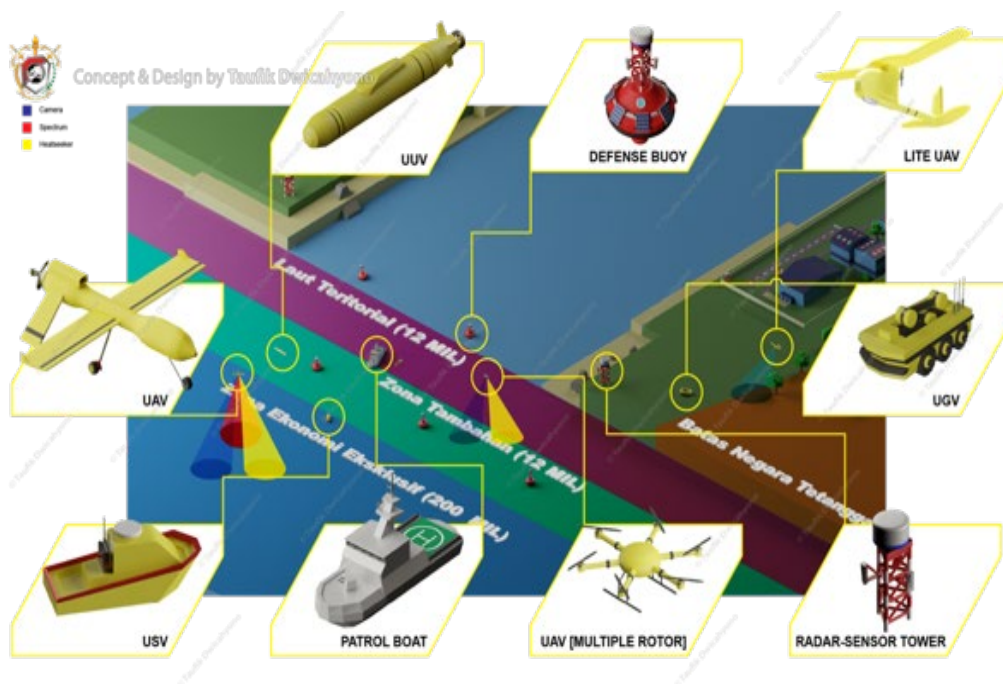 Concept & Design by Taufik Dwicahyono
Camera
Spectrum
Heatseeker
UUV
DEFENSE BUOY
LITE UAV
UAV
UGV
Laut Teritorial (12 MIL)
Zona Tambahan (12 MIL)
Zona Ekonomi Eksklusif (200 MIL)
Batas Negara Tetangga
USV
PATROL BOAT
UAV [MULTIPLE ROTOR]
RADAR-SENSOR TOWER